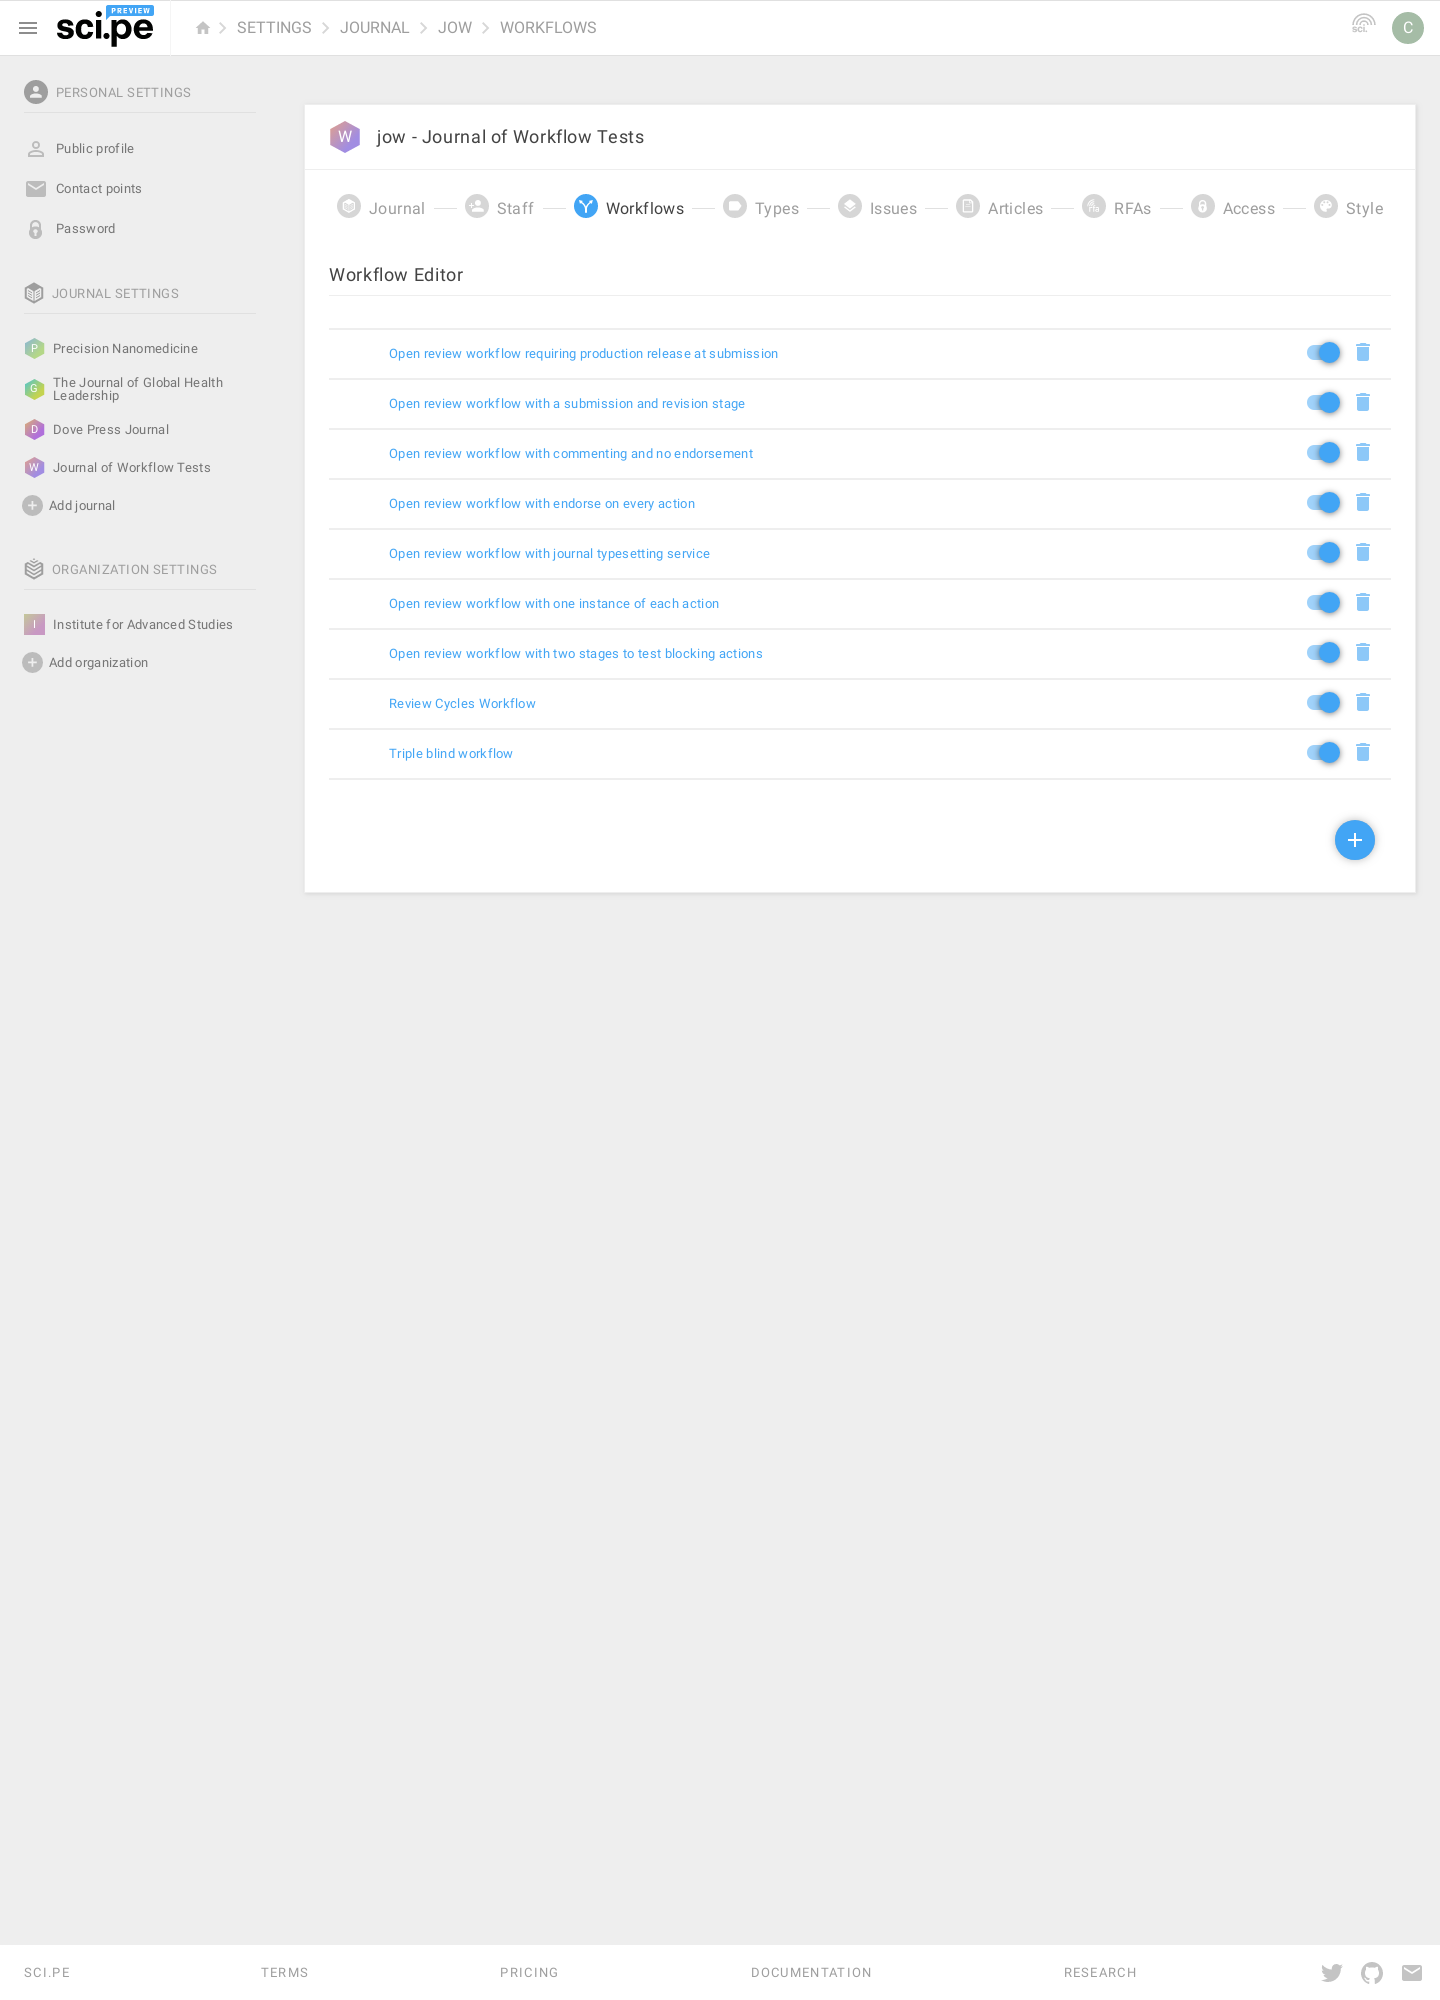 PREVIEW
sci.pe
SETTINGS
JOURNAL
JOW
WORKFLOWS
sci.
C
PERSONAL SETTINGS
Public profile
Contact points
Password
JOURNAL SETTINGS
P Precision Nanomedicine
G The Journal of Global Health
Leadership
D Dove Press Journal
W Journal of Workflow Tests
Add journal
ORGANIZATION SETTINGS
I Institute for Advanced Studies
Add organization
W jow - Journal of Workflow Tests
Journal
Staff
Workflows
Types
Issues
Articles
RFAs
Access
Style
Workflow Editor
Open review workflow requiring production release at submission
Open review workflow with a submission and revision stage
Open review workflow with commenting and no endorsement
Open review workflow with endorse on every action
Open review workflow with journal typesetting service
Open review workflow with one instance of each action
Open review workflow with two stages to test blocking actions
Review Cycles Workflow
Triple blind workflow
SCI.PE
TERMS
PRICING
DOCUMENTATION
RESEARCH